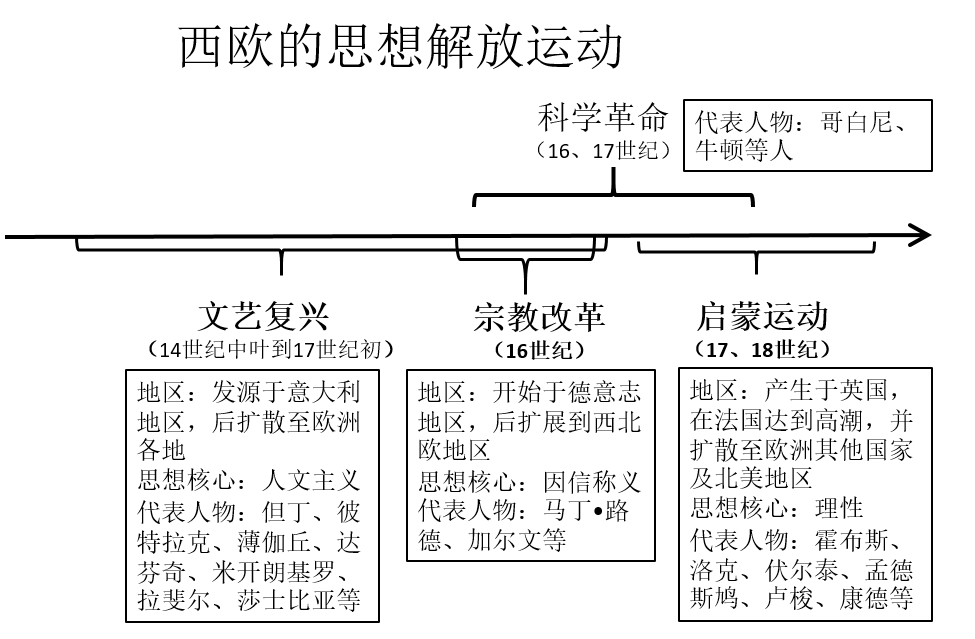 西欧的思想解放运动
科学革命
（16、17世纪）
代表人物：哥白尼、
牛顿等人
文艺复兴
（14世纪中叶到17世纪初）
地区：发源于意大利
地区，后扩散至欧洲
各地
思想核心：人文主义
代表人物：但丁、彼
特拉克、薄伽丘、达
芬奇、米开朗基罗、
拉斐尔、莎士比亚等
宗教改革
（16世纪）
地区：开始于德意志
地区，后扩展到西北
欧地区
思想核心：因信称义
代表人物：马丁•路
德、加尔文等
启蒙运动
（17、18世纪）
地区：产生于英国，
在法国达到高潮，并
扩散至欧洲其他国家
及北美地区
思想核心：理性
代表人物：霍布斯、
洛克、伏尔泰、孟德
斯鸠、卢梭、康德等